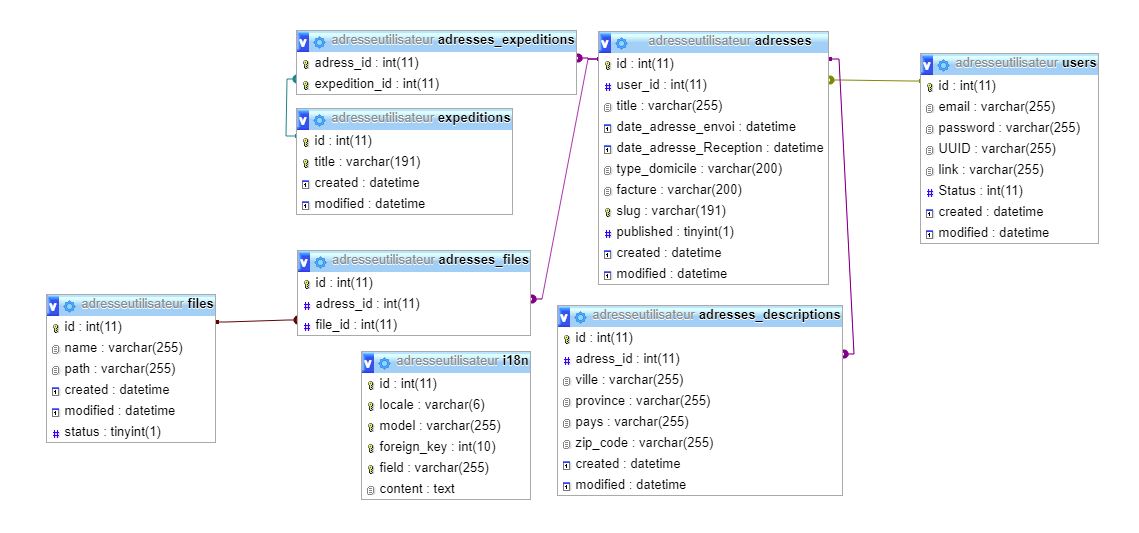 adresseutilisateur adresses_expeditions
adress_id : int(11)
expedition_id : int(11)
adresseutilisateur expeditions
id : int(11)
title : varchar(191)
created : datetime
modified : datetime
adresseutilisateur adresses
id : int(11)
user_id : int(11)
title : varchar(255)
date_adresse_envoi : datetime
date_adresse_Reception : datetime
type_domicile : varchar(200)
facture : varchar(200)
slug : varchar(191)
published : tinyint(1)
created : datetime
modified : datetime
adresseutilisateur users
id : int(11)
email : varchar(255)
password : varchar(255)
UUID : varchar(255)
link : varchar(255)
Status : int(11)
created : datetime
modified : datetime
adresseutilisateur adresses_files
id : int(11)
adress_id : int(11)
file_id : int(11)
adresseutilisateur files
id : int(11)
name : varchar(255)
path : varchar(255)
created : datetime
modified : datetime
status : tinyint(1)
adresseutilisateur i18n
id : int(11)
locale : varchar(6)
model : varchar(255)
foreign_key : int(10)
field : varchar(255)
content : text
adresseutilisateur adresses_descriptions
id : int(11)
adress_id : int(11)
ville : varchar(255)
province : varchar(255)
pays : varchar(255)
zip_code : varchar(255)
created : datetime
modified : datetime